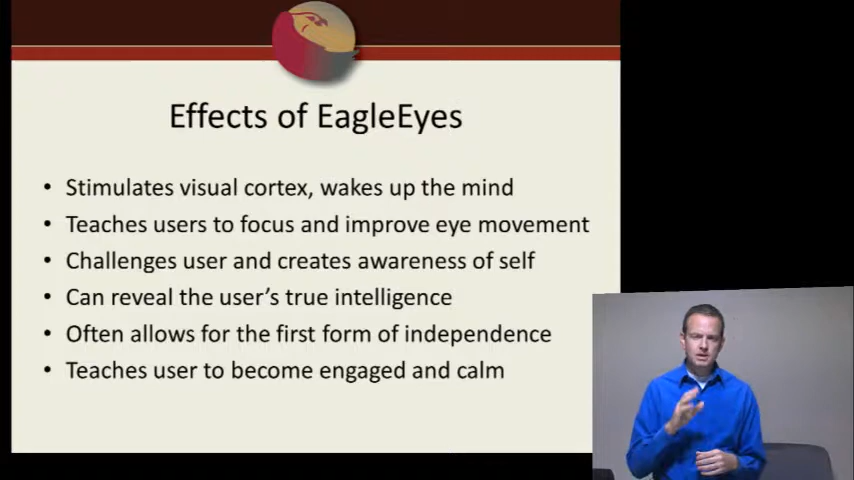 Effects of EagleEyes
• Stimulates visual cortex, wakes up the mind
• Teaches users to focus and improve eye movement
• Challenges user and creates awareness of self
• Can reveal the user's true intelligence
• Often allows for the first form of independence
• Teaches user to become engaged and calm